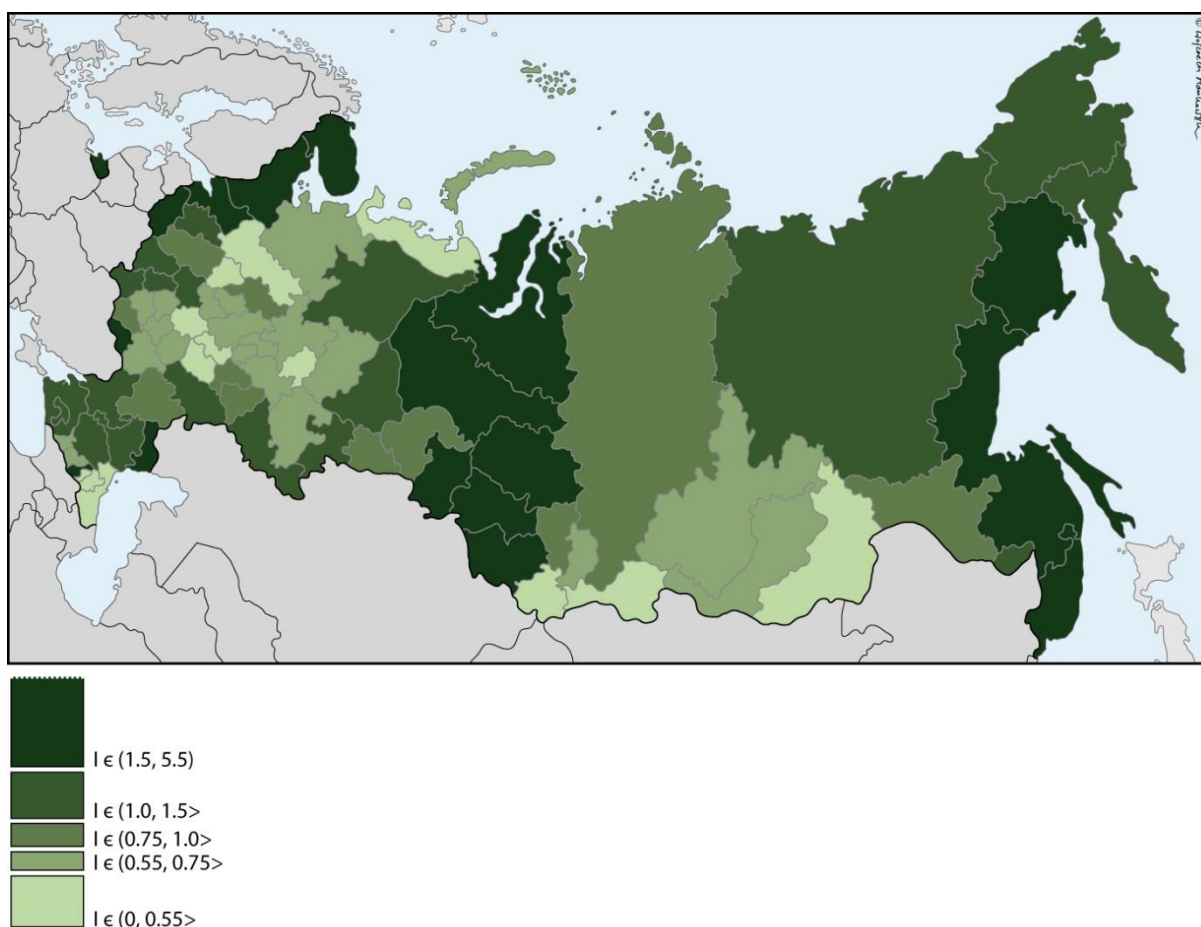 I ϵ (1.5, 5.5)
I ϵ (1.0, 1.5>
I ϵ (0.75, 1.0>
I ϵ (0.55, 0.75>
I ϵ (0, 0.55>